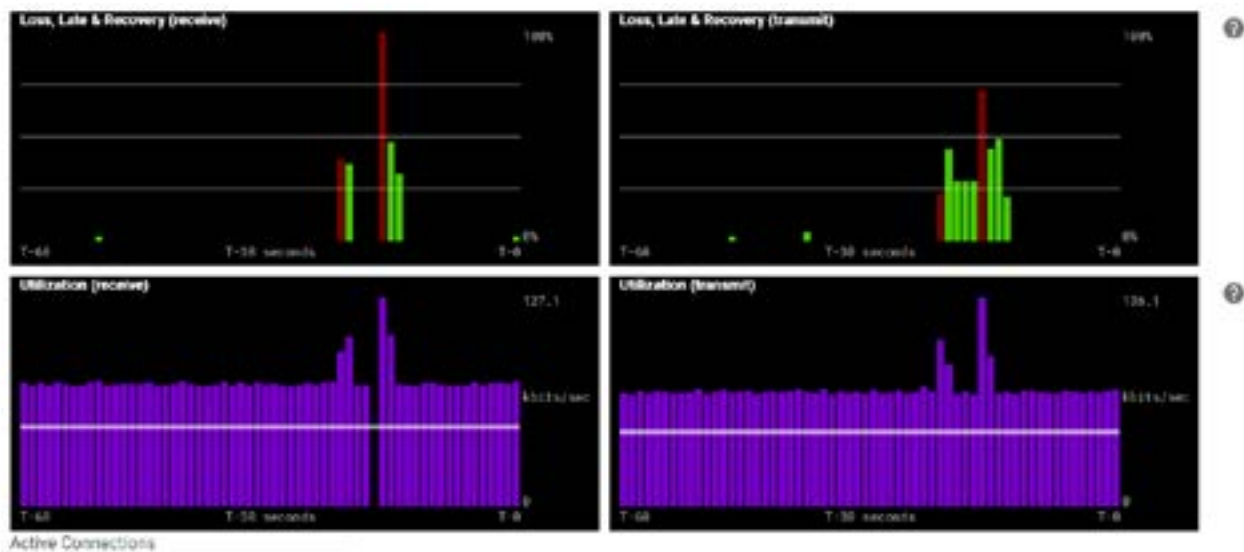 Loss, Late & Recovery (receive)
100%
0%
T-60
T-30 seconds
T-0
Loss, Late & Recovery (transmit)
100%
0%
T-60
T-30 seconds
T-0
?
Utilization (receive)
127.1
kbits/sec
0
T-60
T-30 seconds
T-0
Utilization (transmit)
136.1
kbits/sec
0
T-60
T-30 seconds
T-0
?
Active Connections